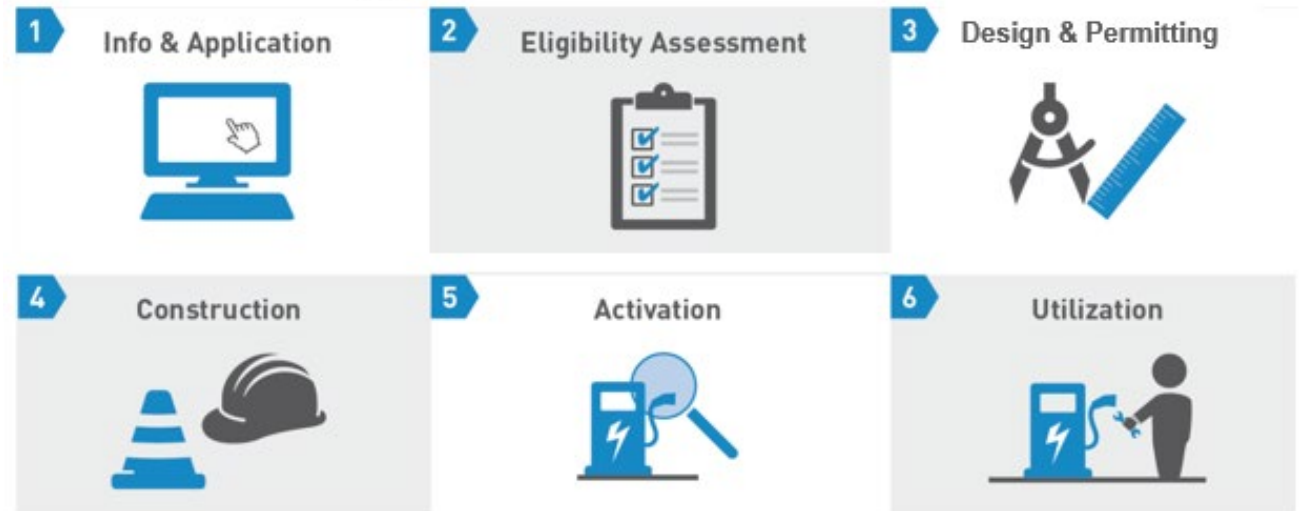 1
Info & Application
2
Eligibility Assessment
3
Design & Permitting
4
Construction
5
Activation
6
Utilization